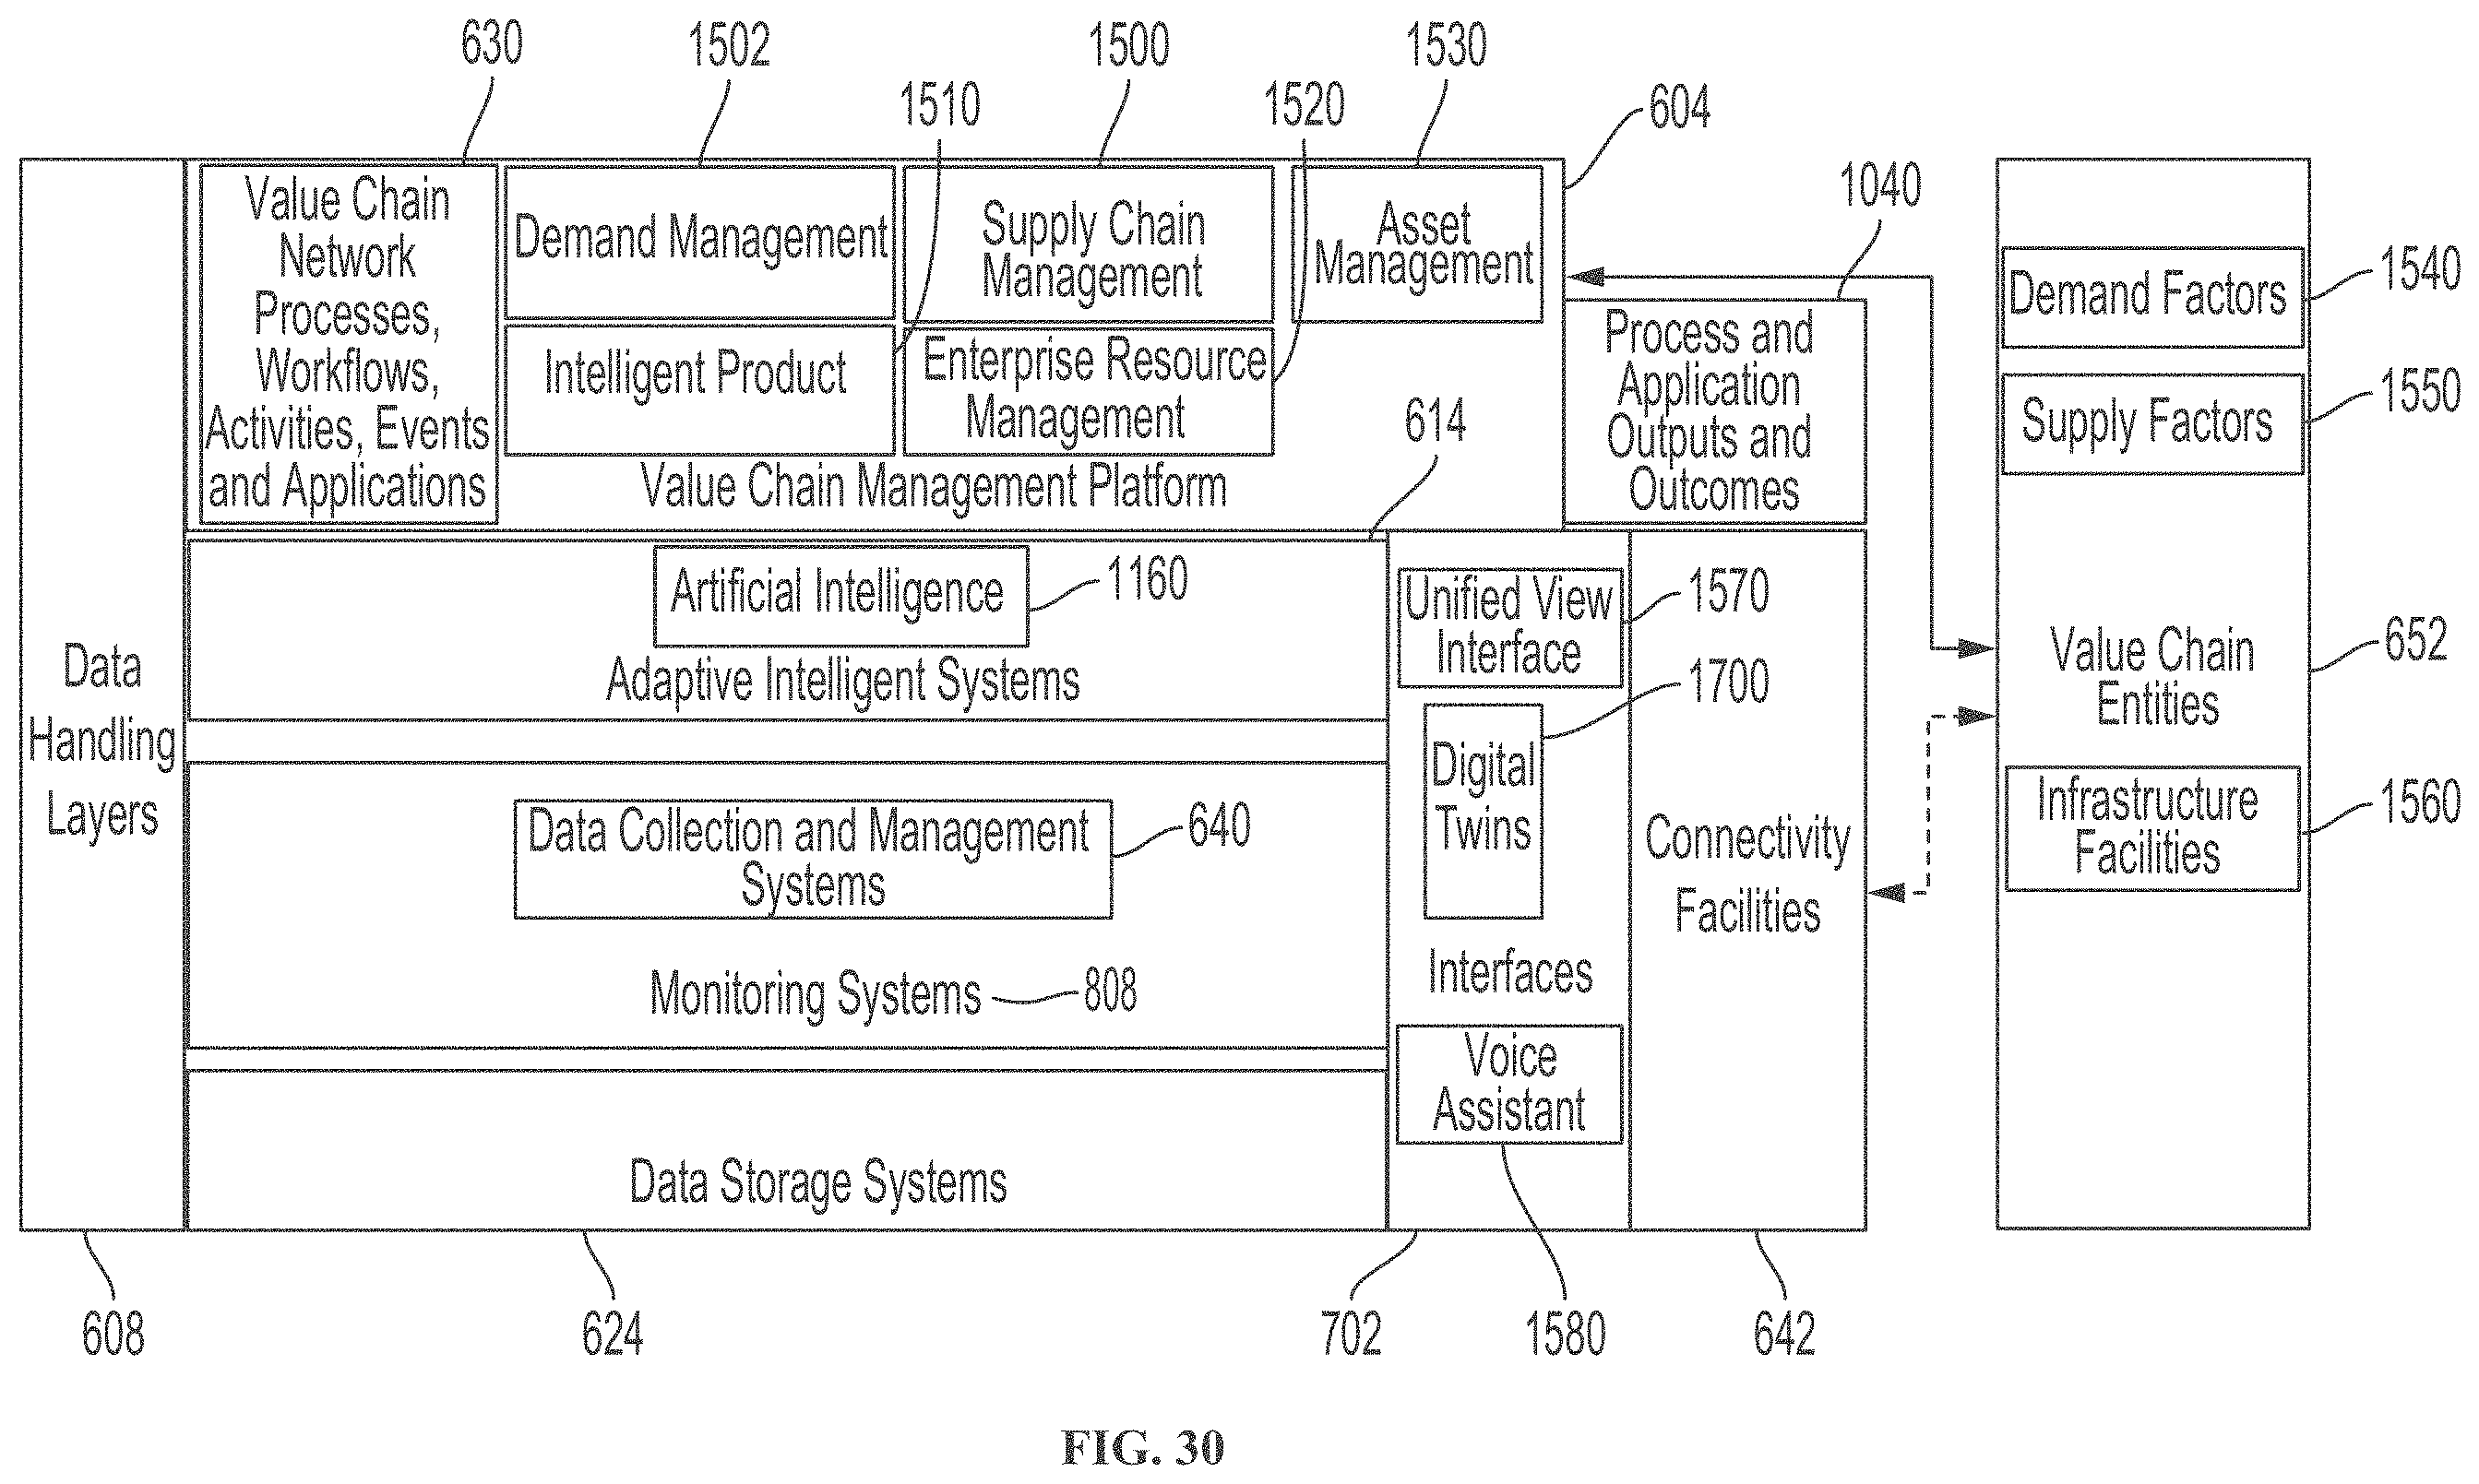 630
1502
1500
1530
1510
1520
604
1040
Value Chain
Network
Processes,
Workflows,
Activities, Events
and Applications
Demand Management
Supply Chain
Management
Asset
Management
Intelligent Product
Enterprise Resource
Management
Value Chain Management Platform
614
Process and
Application
Outputs and
Outcomes
Demand Factors
1540
Supply Factors
1550
Value Chain
Entities
652
Infrastructure
Facilities
1560
Data
Handling
Layers
Artificial Intelligence
1160
Adaptive Intelligent Systems
Unified View
Interface
1570
1700
Digital
Twins
Data Collection and Management
Systems
640
Monitoring Systems
808
Interfaces
Connectivity
Facilities
Voice
Assistant
Data Storage Systems
608
624
702
1580
642
FIG. 30